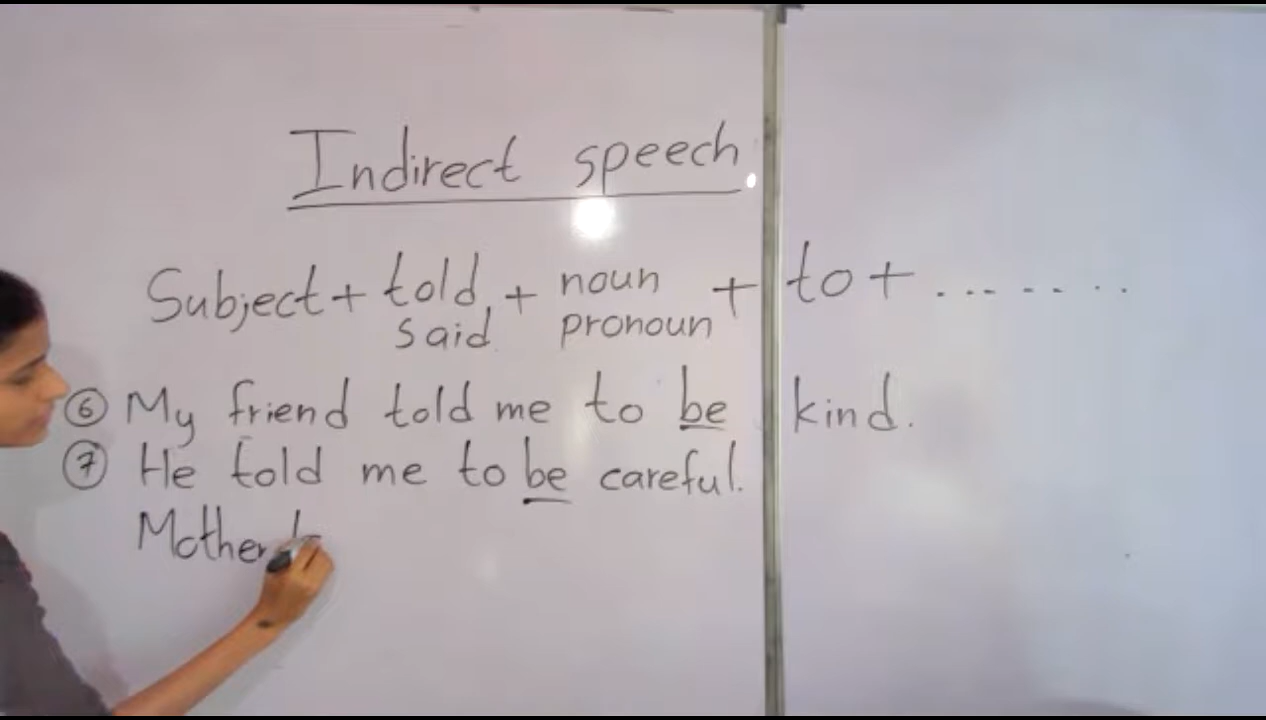 Indirect speech.
Subject + told + noun + to + .........
said pronoun
⑥ My friend told me to be kind.
⑦ He told me to be careful.
Mother t